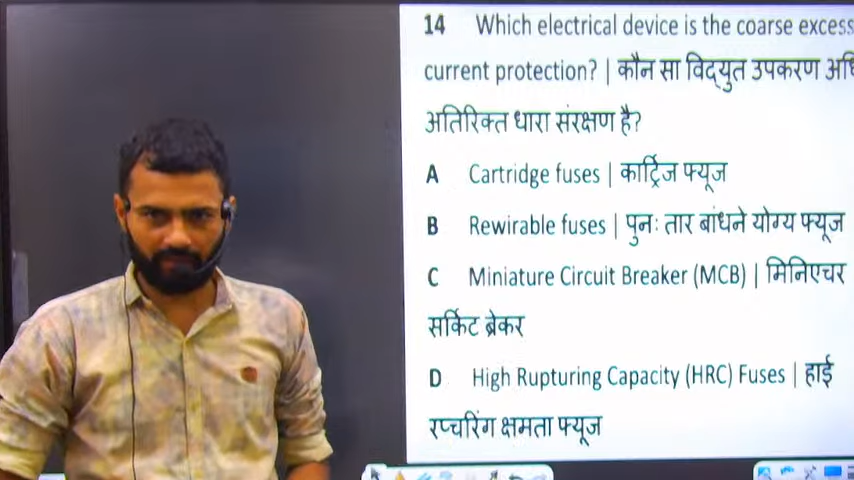 14 Which electrical device is the coarse excess
current protection? | कौन सा विद्युत उपकरण
अतिरिक्त धारा संरक्षण है?
A Cartridge fuses | कार्ट्रिज फ्यूज
B Rewirable fuses | पुनः तार बांधने योग्य फ्यूज
C Miniature Circuit Breaker (MCB) | मिनिएचर
सर्किट ब्रेकर
D High Rupturing Capacity (HRC) Fuses | हाई
रप्चरिंग क्षमता फ्यूज